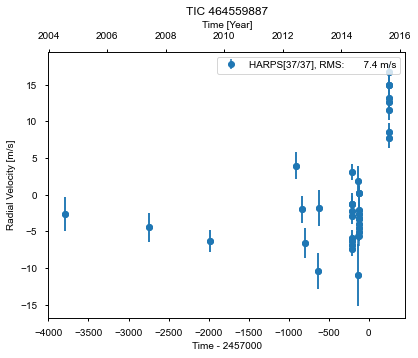 TIC 464559887
Time [Year]
2004 2006 2008 2010 2012 2014 2016
HARPS[37/37], RMS: 7.4 m/s
Radial Velocity [m/s]
15
10
5
0
−5
−10
−15
−4000 −3500 −3000 −2500 −2000 −1500 −1000 −500 0
Time - 2457000